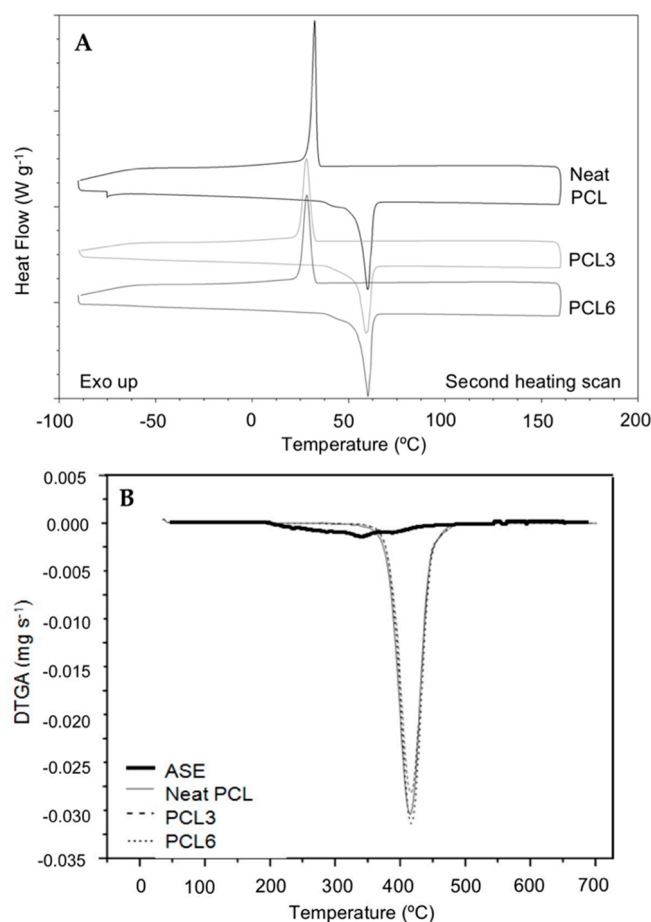 A
Heat Flow (W g⁻¹)
Neat
PCL
PCL3
PCL6
Exo up
Second heating scan
-100 -50 0 50 100 150 200
Temperature (ºC)
B
DTGA (mg s⁻¹)
0.005
0.000
-0.005
-0.010
-0.015
-0.020
-0.025
-0.030
-0.035
ASE
Neat PCL
PCL3
PCL6
0 100 200 300 400 500 600 700
Temperature (ºC)